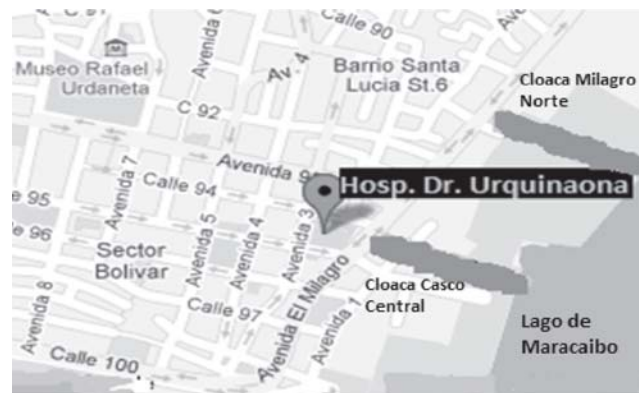 Calle 90
Avenida 6
Museo Rafael
Urdaneta
Av. 4
Barrio Santa
Lucia St.6
Cloaca Milagro
Norte
C 92
Avenida 7
Avenida
Calle 94
Hosp. Dr. Urquinaona
95
96
Avenida 5
Avenida 4
Avenida 3
Sector
Bolivar
Avenida 8
Calle 97
Avenida El Milagro
Avenida 1
Cloaca Casco
Central
Lago de
Maracaibo
Calle 100